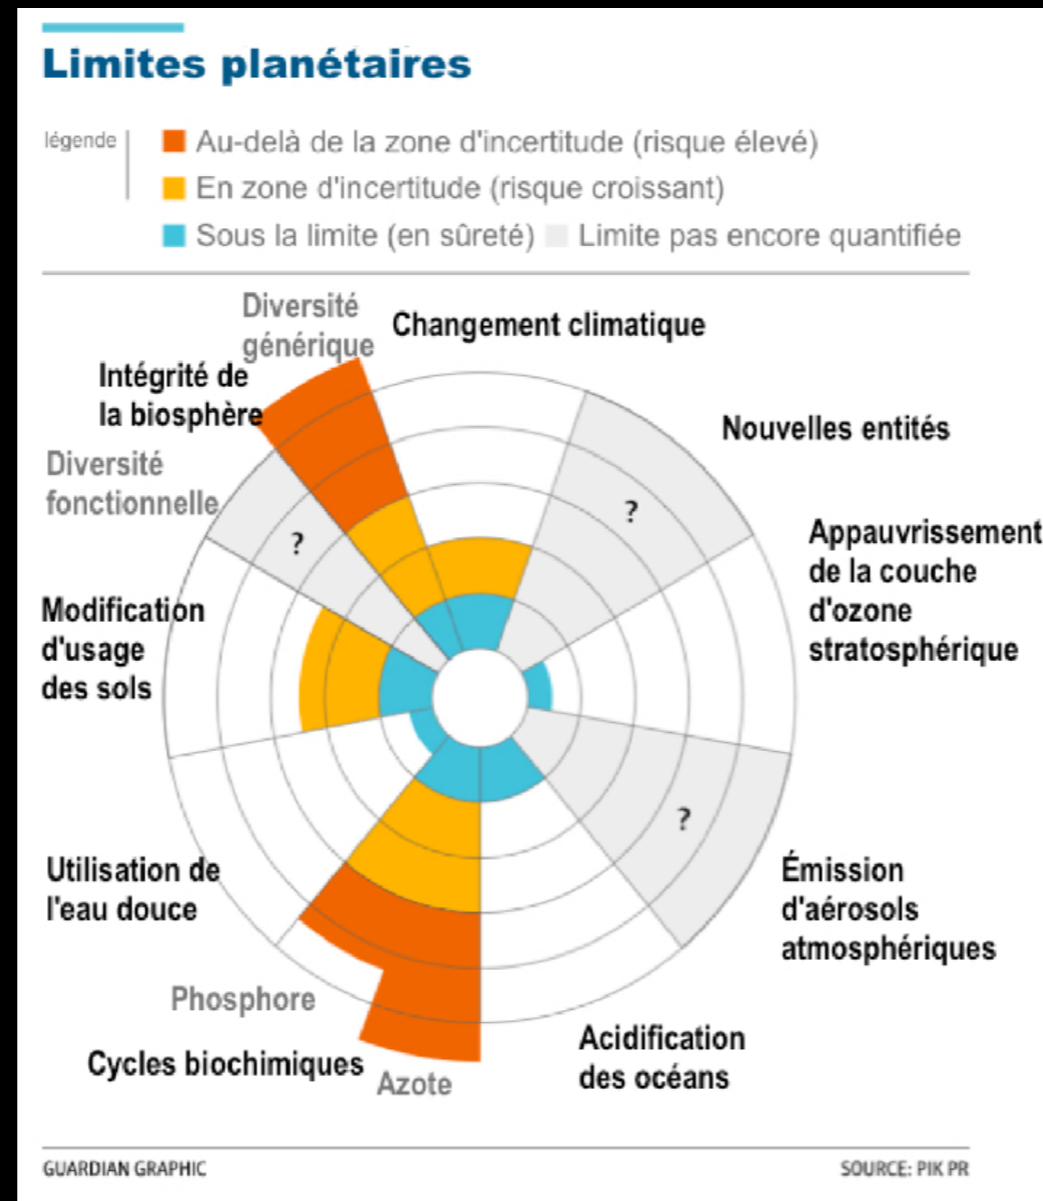 Limites planétaires
légende
Au-delà de la zone d'incertitude (risque élevé)
En zone d'incertitude (risque croissant)
Sous la limite (en sûreté) Limite pas encore quantifiée
Diversité
générique
Changement climatique
Intégrité de
la biosphère
Nouvelles entités
Diversité
fonctionnelle
?
?
Appauvrissement
de la couche
d'ozone
stratosphérique
Modification
d'usage
des sols
?
Utilisation de
l'eau douce
Émission
d'aérosols
atmosphériques
Phosphore
Cycles biochimiques
Azote
Acidification
des océans
GUARDIAN GRAPHIC
SOURCE: PIK PR